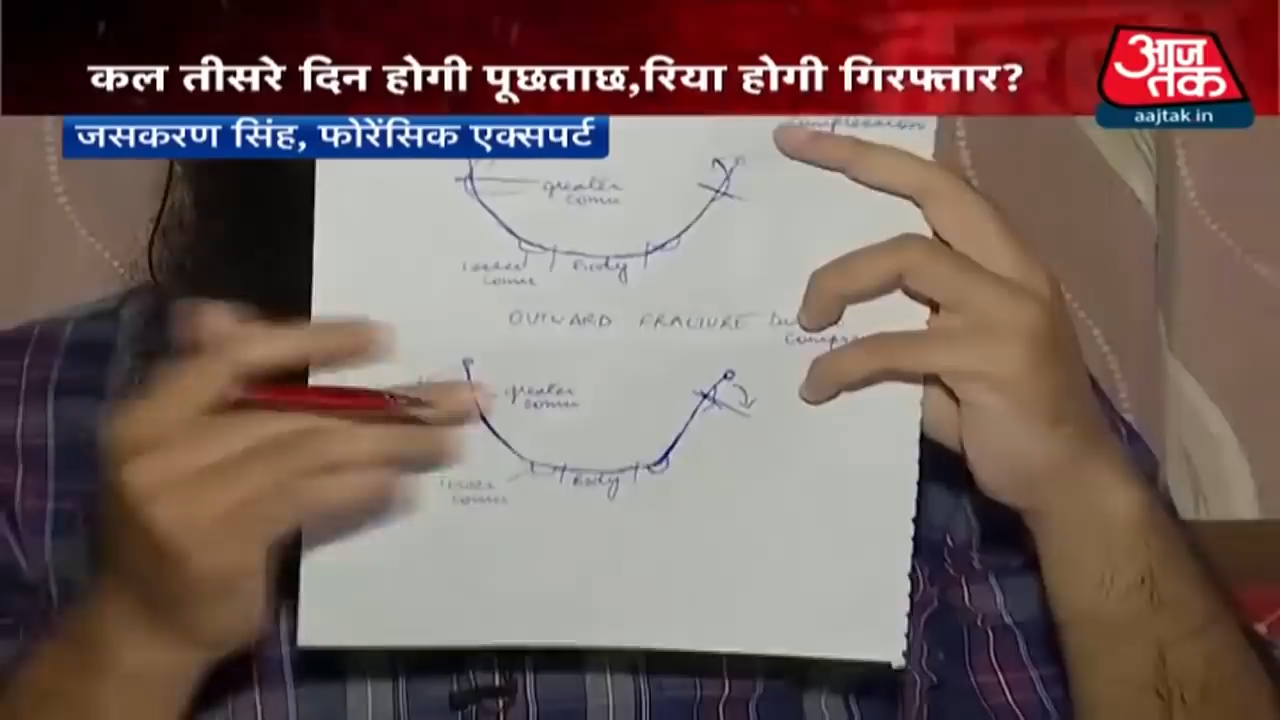 कल तीसरे दिन होगी पूछताछ,रिया होगी गिरफ्तार?
आज
तक
aajtak.in
जसकरण सिंह, फोरेंसिक एक्सपर्ट
greater
cornu
Body
cornu
OUTWARD FRACTURE
greater
cornu
Body
cornu